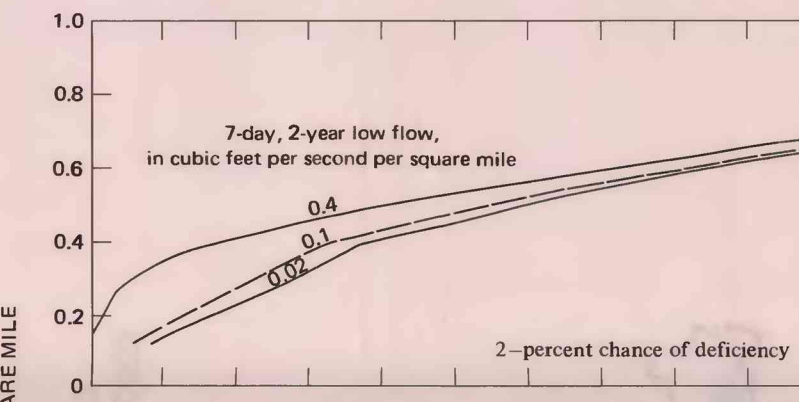 1.0
0.8
7-day, 2-year low flow,
in cubic feet per second per square mile
0.6
0.4
0.4
0.1
0.02
0.2
2—percent chance of deficiency
0
MILE